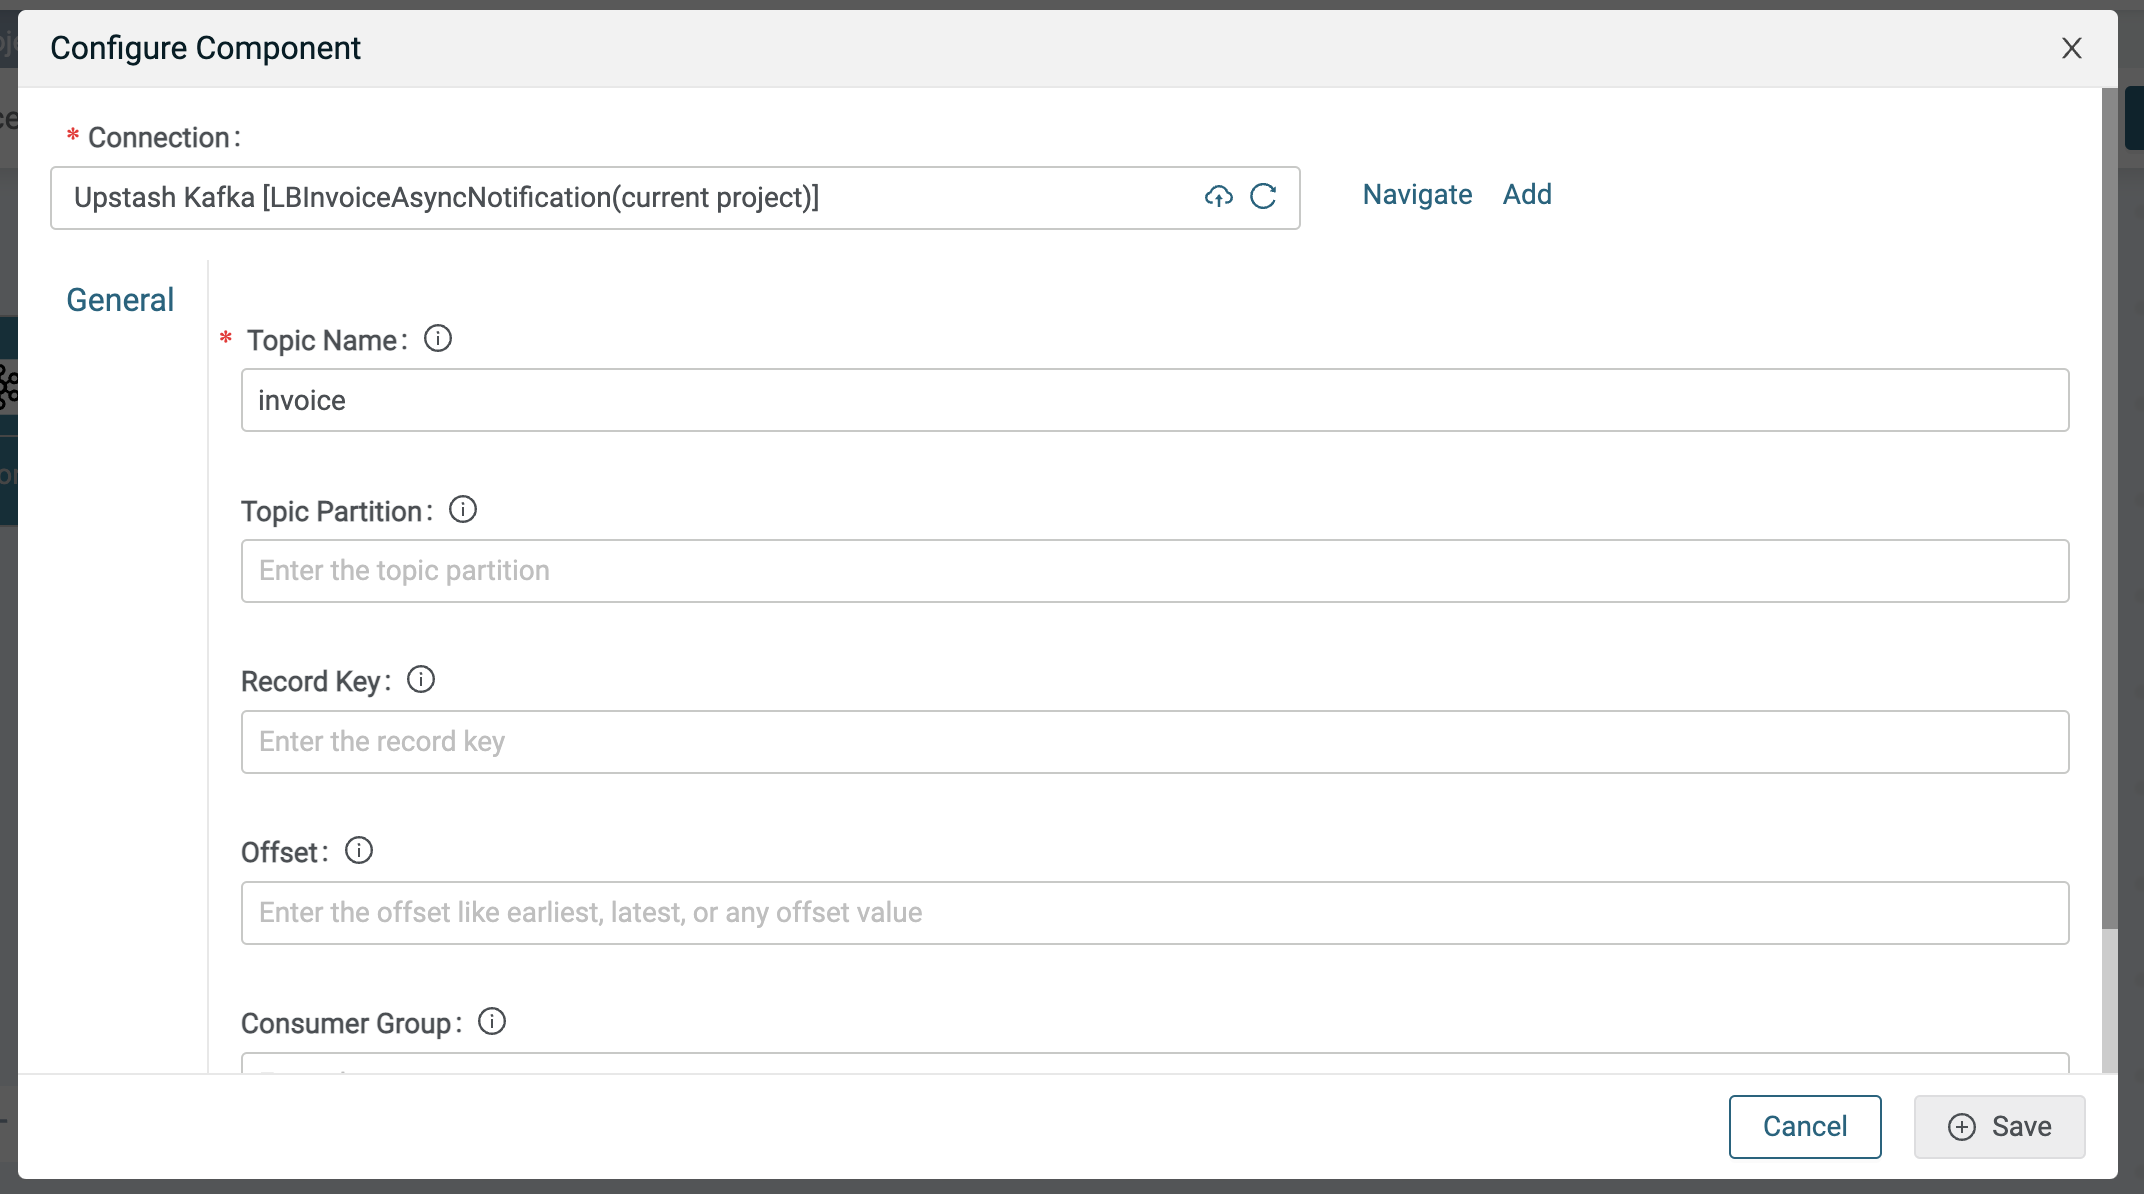 Configure Component
X
* Connection:
Upstash Kafka [LBInvoiceAsyncNotification(current project)]
Navigate Add
General
* Topic Name:
invoice
Topic Partition:
Enter the topic partition
Record Key:
Enter the record key
Offset:
Enter the offset like earliest, latest, or any offset value
Consumer Group:
Cancel
Save